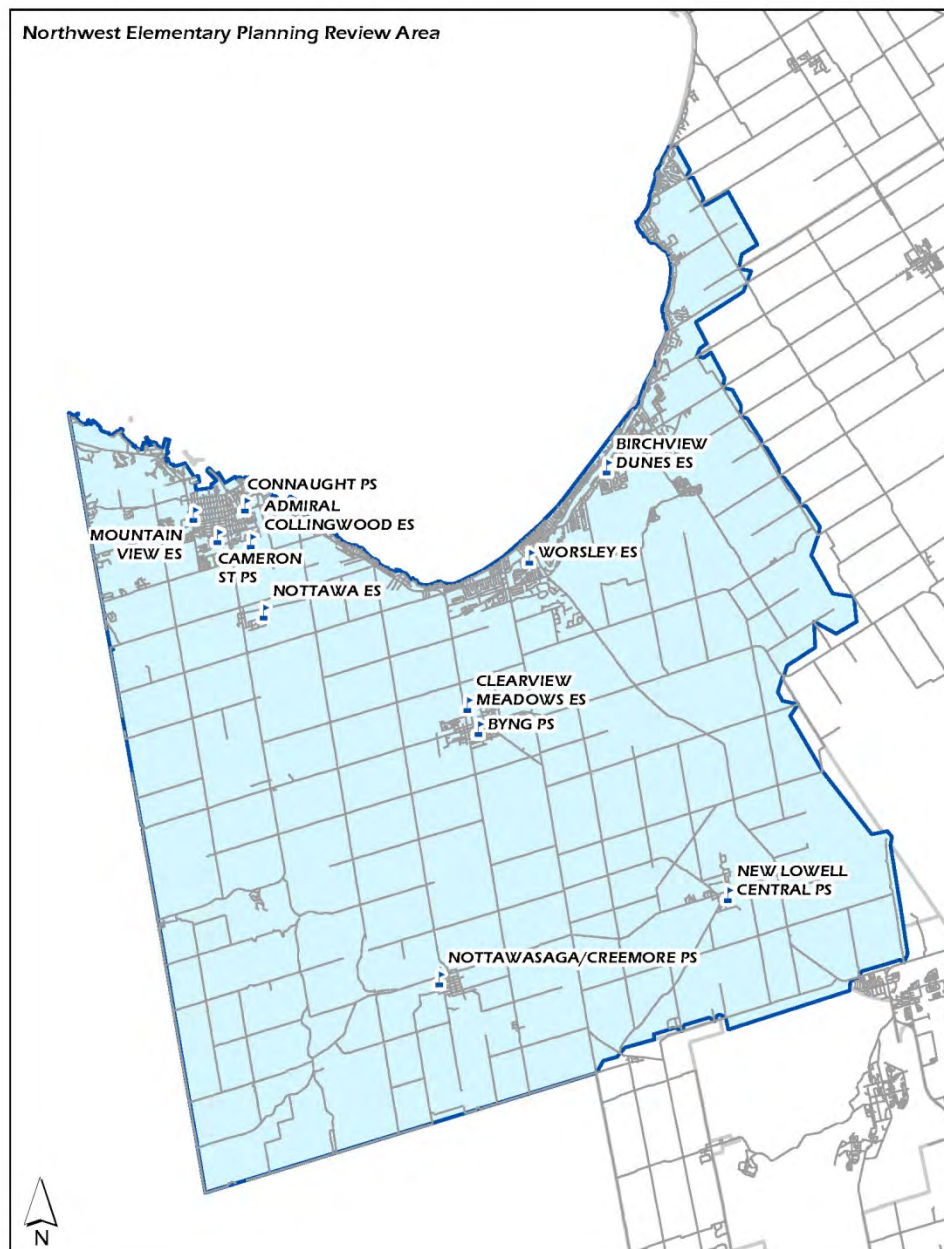 Northwest Elementary Planning Review Area
BIRCHVIEW
DUNES ES
CONNAUGHT PS
ADMIRAL
COLLINGWOOD ES
MOUNTAIN
VIEW ES
CAMERON
ST PS
WORSLEY ES
NOTTAWA ES
CLEARVIEW
MEADOWS ES
BYNG PS
NEW LOWELL
CENTRAL PS
NOTTAWASAGA/CREEMORE PS
N